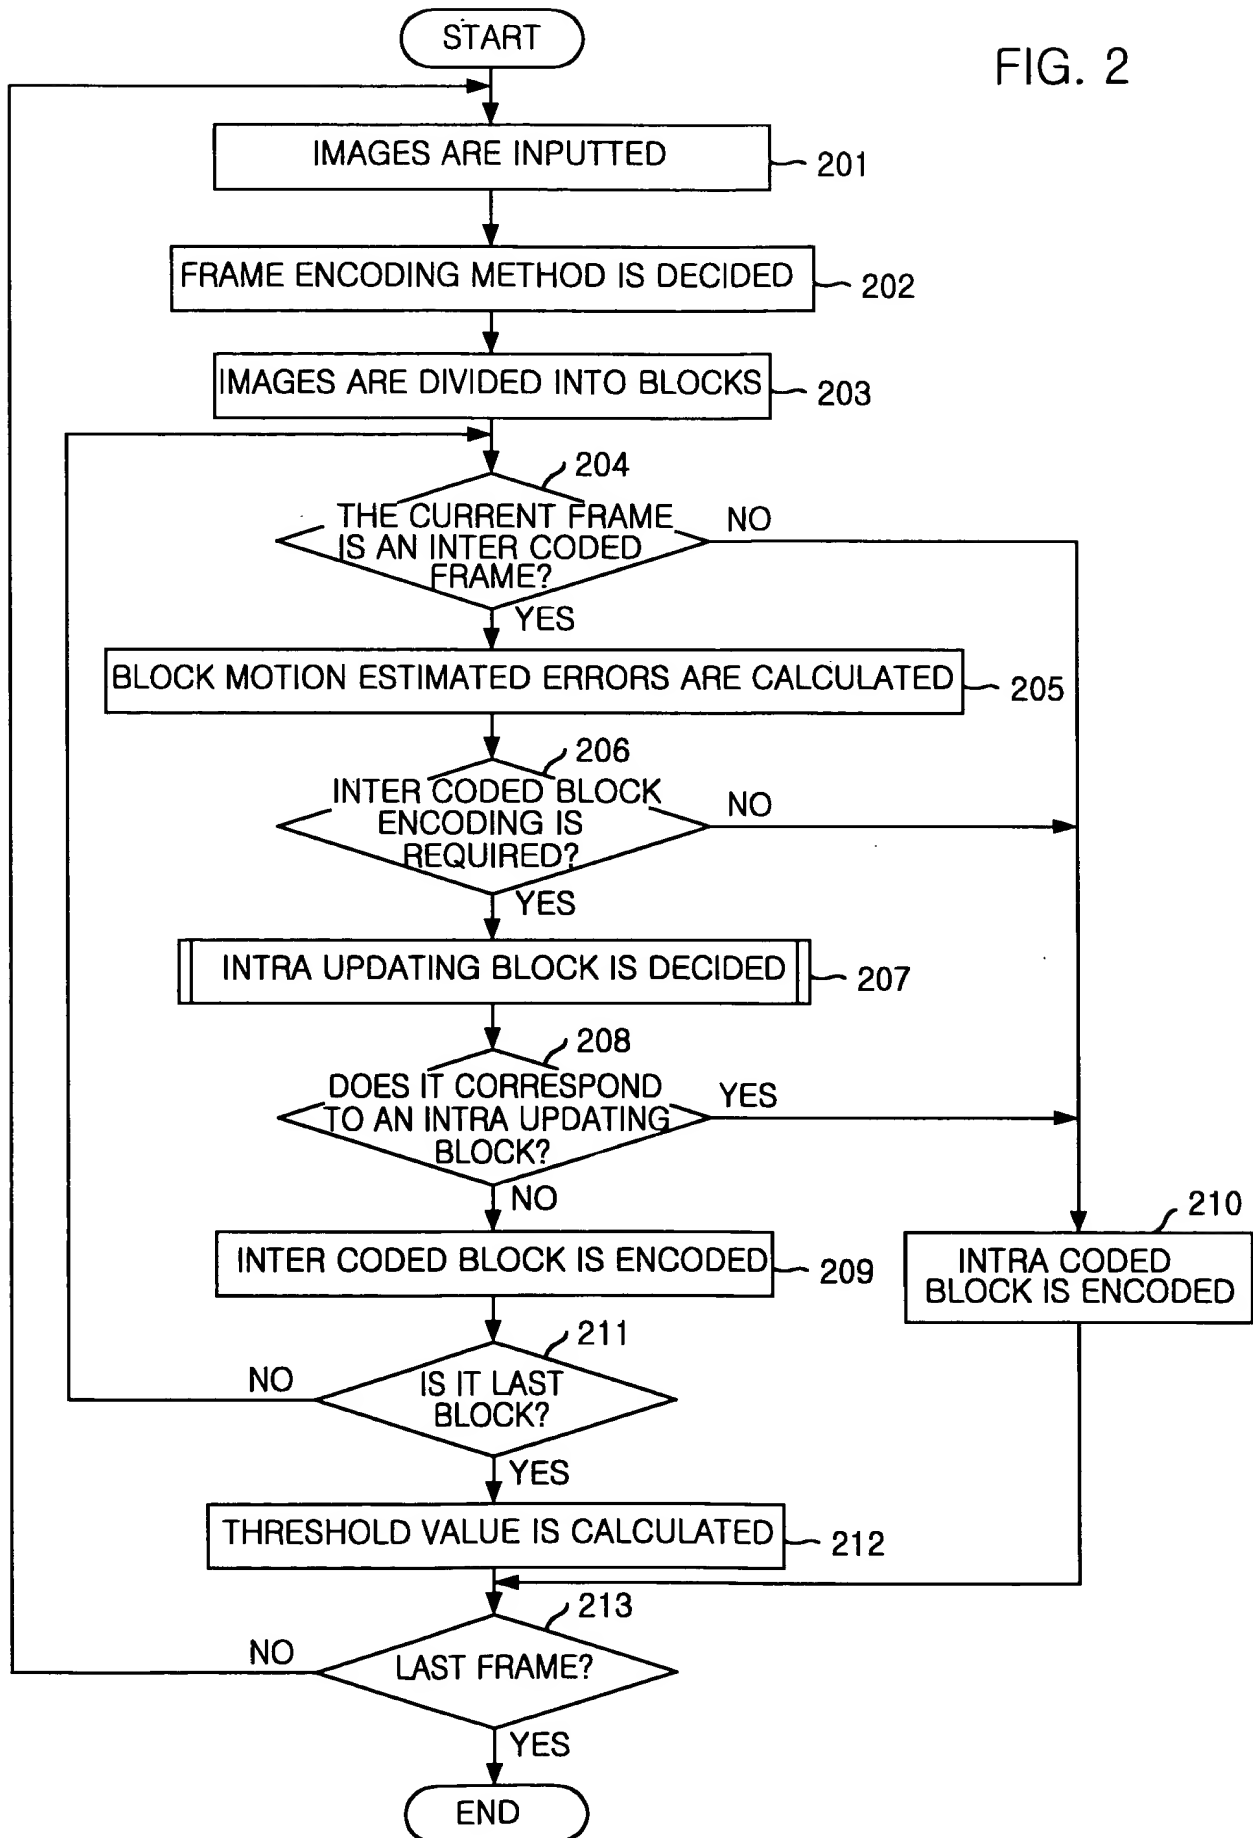 START
FIG. 2
IMAGES ARE INPUTTED
201
FRAME ENCODING METHOD IS DECIDED
202
IMAGES ARE DIVIDED INTO BLOCKS
203
204
THE CURRENT FRAME
IS AN INTER CODED
FRAME?
NO
YES
BLOCK MOTION ESTIMATED ERRORS ARE CALCULATED
205
206
INTER CODED BLOCK
ENCODING IS
REQUIRED?
NO
YES
INTRA UPDATING BLOCK IS DECIDED
207
208
DOES IT CORRESPOND
TO AN INTRA UPDATING
BLOCK?
YES
NO
INTER CODED BLOCK IS ENCODED
209
210
INTRA CODED
BLOCK IS ENCODED
211
IS IT LAST
BLOCK?
NO
YES
THRESHOLD VALUE IS CALCULATED
212
213
LAST FRAME?
NO
YES
END